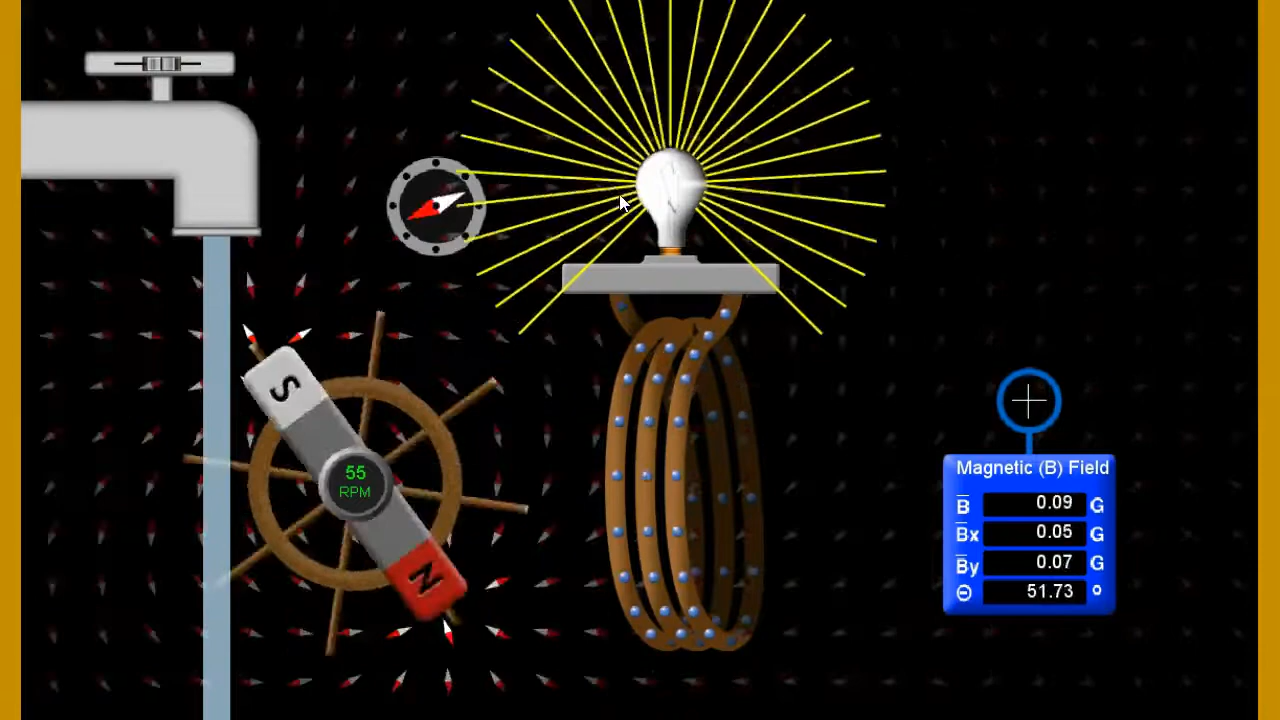 S
55
RPM
N
Magnetic (B) Field
B 0.09 G
Bx 0.05 G
By 0.07 G
Θ 51.73 °